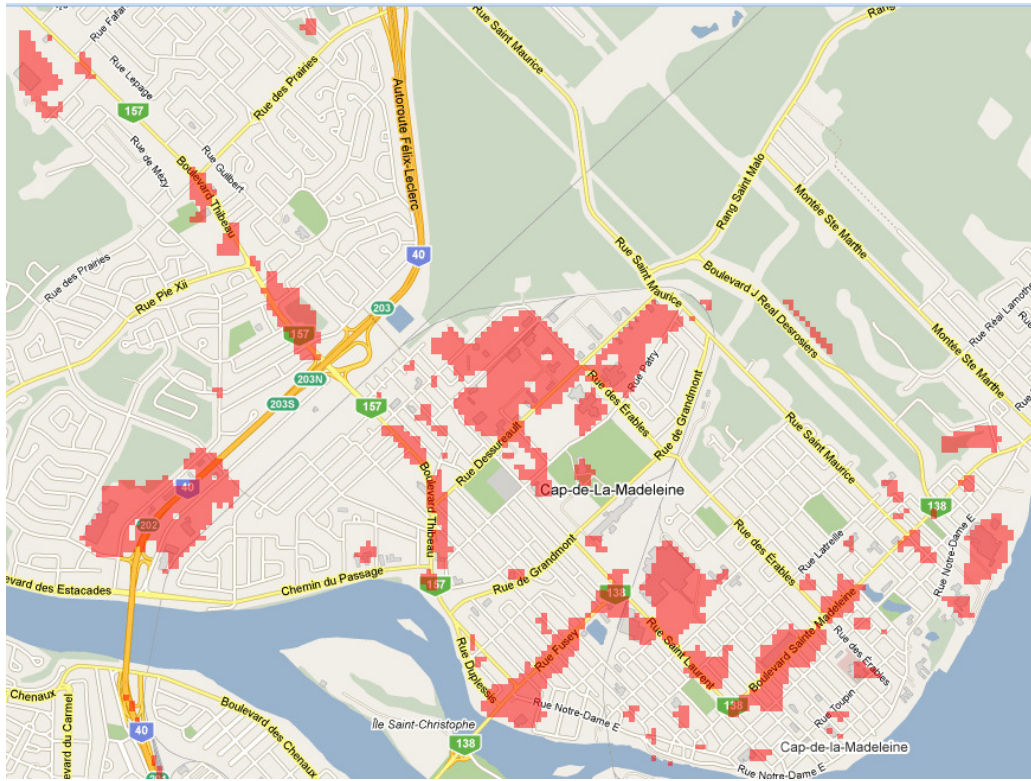 Rue Fafar
Rue Lepage
157
Rue des Prairies
Rue de Mézy
Rue Guilbert
Boulevard Thibeau
Autoroute Félix-Leclerc
40
Rue Saint Maurice
Rang
Rang Saint Malo
Montée Ste Marthe
Rue Saint Maurice
Boulevard J Real Desrosiers
Rue des Prairies
Rue Pie Xii
203
157
203N
203S
157
Rue Réal Lamothe
Montée Ste Marthe
Rue Patry
Rue des Érables
Rue de Grandmont
Rue Dessureault
Boulevard Thibeau
Rue Saint Maurice
40
202
Cap-de-La-Madeleine
138
Rue des Érables
Rue Latreille
Rue Notre-Dame E
Rue de Grandmont
levard des Estacades
Chemin du Passage
157
138
Rue Fusey
Rue Saint Laurent
Boulevard Sainte Madeleine
Rue des Érables
Rue Duplessis
Rue Toupin
138
Chenaux
Boulevard des Chenaux
Boulevard du Carmel
40
Île Saint-Christophe
Rue Notre-Dame E
138
Cap-de-la-Madeleine
Rue Notre-Dame E